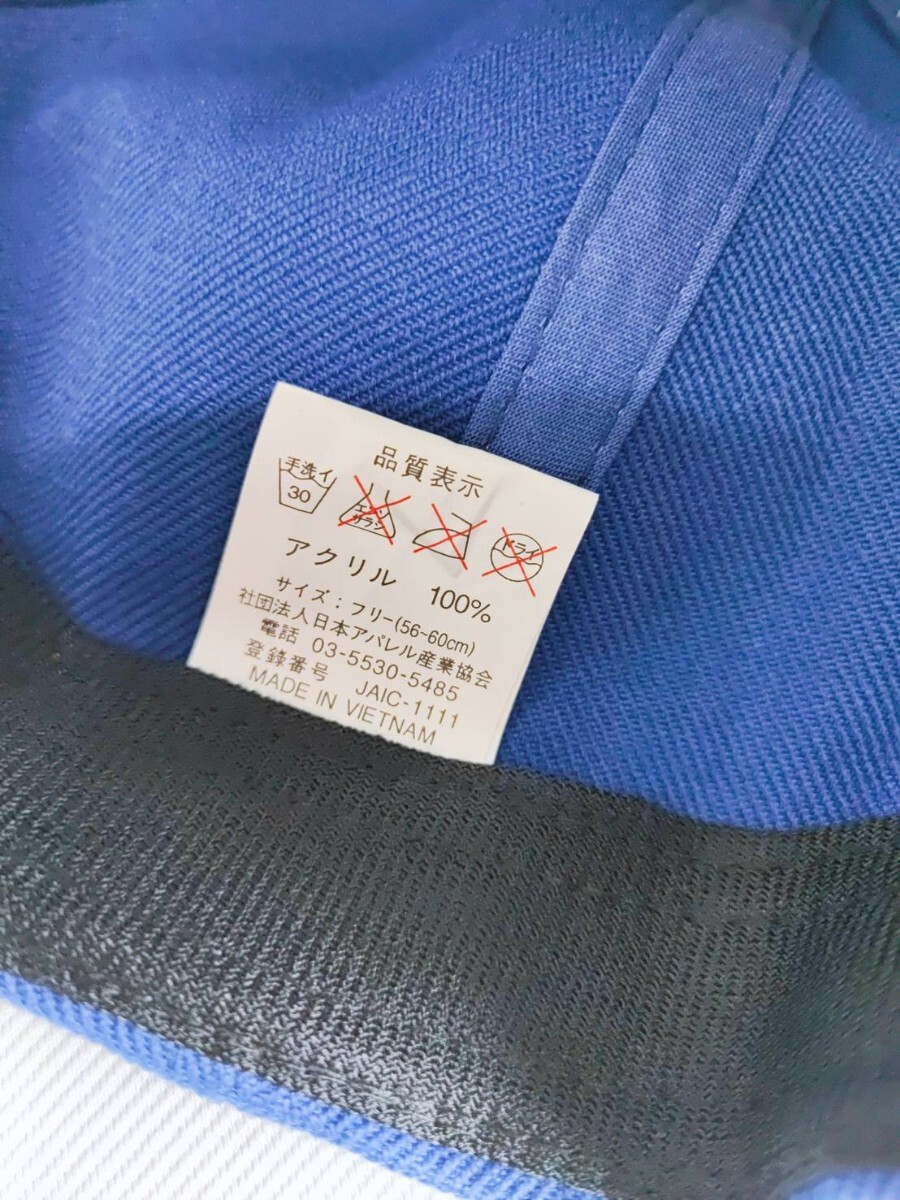 品質表示
手洗イ
30
エンソ
サラシ
ドライ
アクリル 100%
サイズ：フリー(56~60cm)
社団法人日本アパレル産業協会
電話 03-5530-5485
登録番号 JAIC-1111
MADE IN VIETNAM